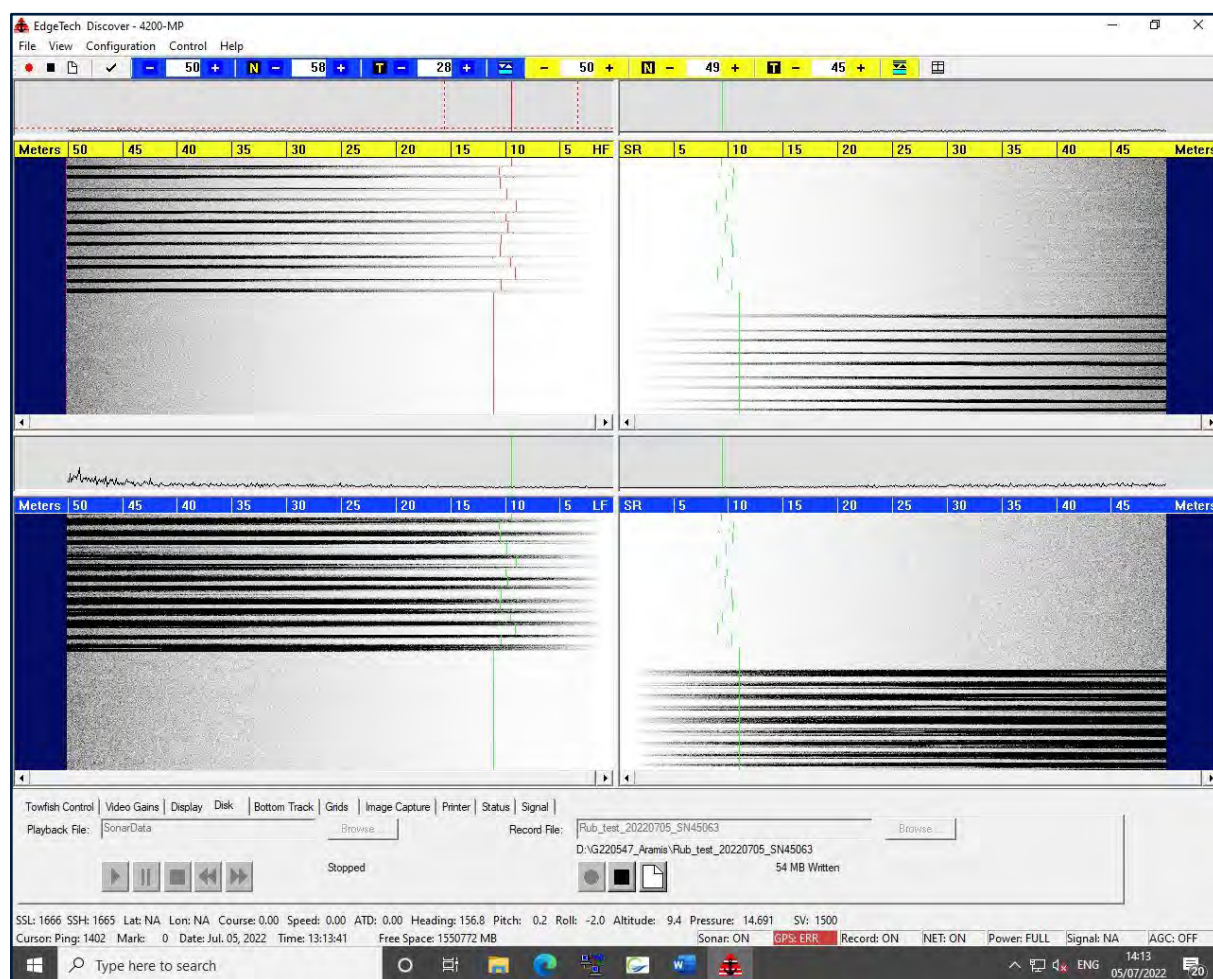 EdgeTech Discover - 4200-MP
File View Configuration Control Help
- 50 + N - 58 + T - 28 + - 50 + N - 49 + T - 45 +
Meters 50 45 40 35 30 25 20 15 10 5 HF SR 5 10 15 20 25 30 35 40 45 Meters
Meters 50 45 40 35 30 25 20 15 10 5 LF SR 5 10 15 20 25 30 35 40 45 Meters
Towfish Control Video Gains Display Disk Bottom Track Grids Image Capture Printer Status Signal
Playback File: SonarData Browse... Record File: Rub_test_20220705_SN45063 Browse...
D:\G220547_Aramis\Rub_test_20220705_SN45063
Stopped 54 MB Written
SSL: 1666 SSH: 1665 Lat: NA Lon: NA Course: 0.00 Speed: 0.00 ATD: 0.00 Heading: 156.8 Pitch: 0.2 Roll: -2.0 Altitude: 9.4 Pressure: 14.691 SV: 1500
Cursor: Ping: 1402 Mark: 0 Date: Jul. 05, 2022 Time: 13:13:41 Free Space: 1550772 MB Sonar: ON GPS: ERR Record: ON NET: ON Power: FULL Signal: NA AGC: OFF
Type here to search ENG 14:13
05/07/2022 20